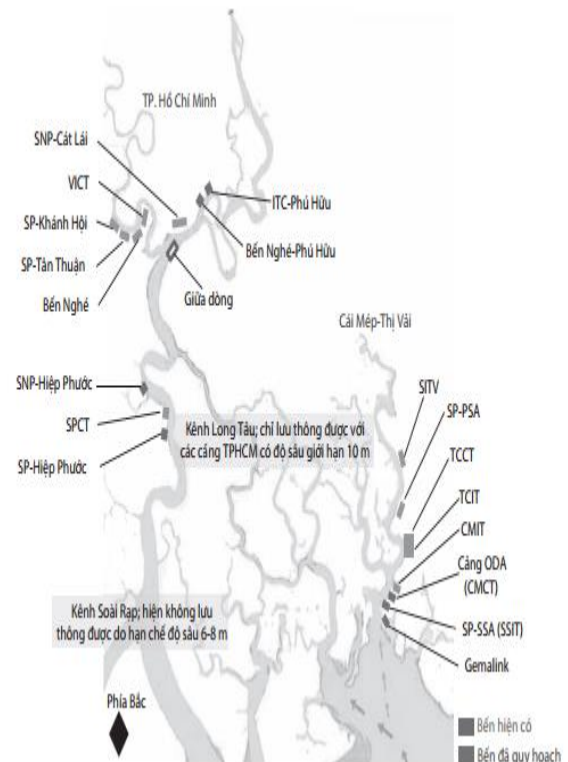 TP. Hồ Chí Minh
SNP-Cát Lái
VICT
SP-Khánh Hội
SP-Tân Thuận
Bến Nghé
ITC-Phú Hữu
Bến Nghé-Phú Hữu
Giữa dòng
Cái Mép-Thị Vải
SNP-Hiệp Phước
SPCT
SP-Hiệp Phước
Kênh Long Tàu; chỉ lưu thông được với
các cảng TPHCM có độ sâu giới hạn 10 m
SITV
SP-PSA
TCCT
TCIT
CMIT
Cảng ODA
(CMCT)
SP-SSA (SSIT)
Gemalink
Kênh Soài Rạp; hiện không lưu
thông được do hạn chế độ sâu 6-8 m
Phía Bắc
Bến hiện có
Bến đã quy hoạch